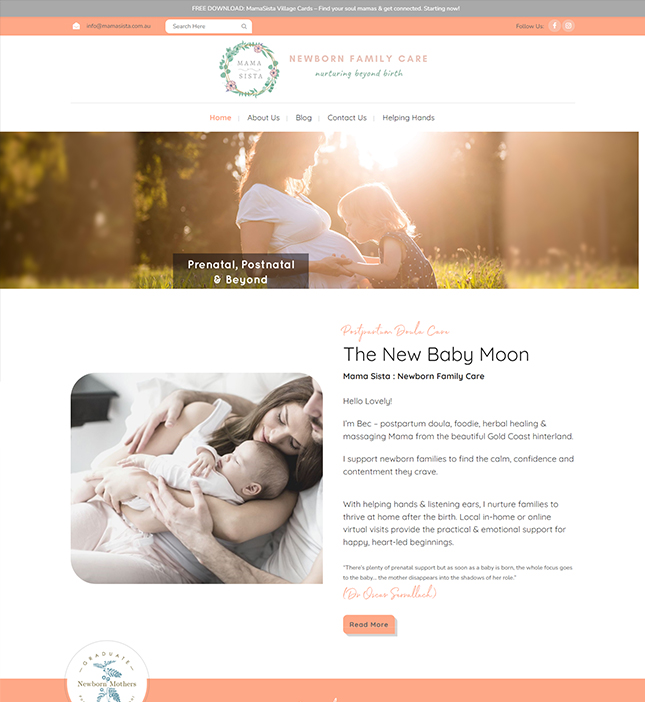 FREE DOWNLOAD: MamaSista Village Cards – Find your soul mamas & get connected. Starting now!
info@mamasista.com.au
Search Here
Follow Us:
MAMA
SISTA
NEWBORN FAMILY CARE
nurturing beyond birth
Home | About Us | Blog | Contact Us | Helping Hands
Prenatal, Postnatal
& Beyond
Postpartum Doula Care
The New Baby Moon
Mama Sista : Newborn Family Care
Hello Lovely!
I'm Bec – postpartum doula, foodie, herbal healing &
massaging Mama from the beautiful Gold Coast hinterland.
I support newborn families to find the calm, confidence and
contentment they crave.
With helping hands & listening ears, I nurture families to
thrive at home after the birth. Local in-home or online
virtual visits provide the practical & emotional support for
happy, heart-led beginnings.
"There's plenty of prenatal support but as soon as a baby is born, the whole focus goes
to the baby... the mother disappears into the shadows of her role."
(Dr Oscar Serrallach)
Read More
GRADUATE
Newborn Mothers